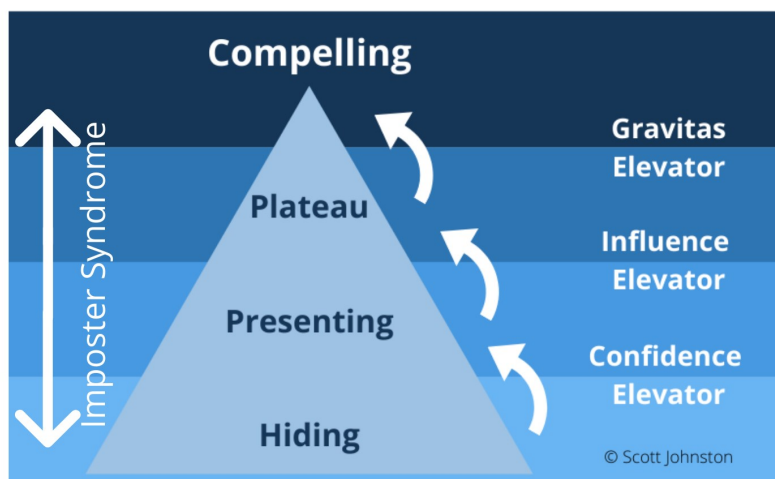 Compelling
Gravitas
Elevator
Plateau
Influence
Elevator
Presenting
Confidence
Elevator
Hiding
Imposter Syndrome
© Scott Johnston